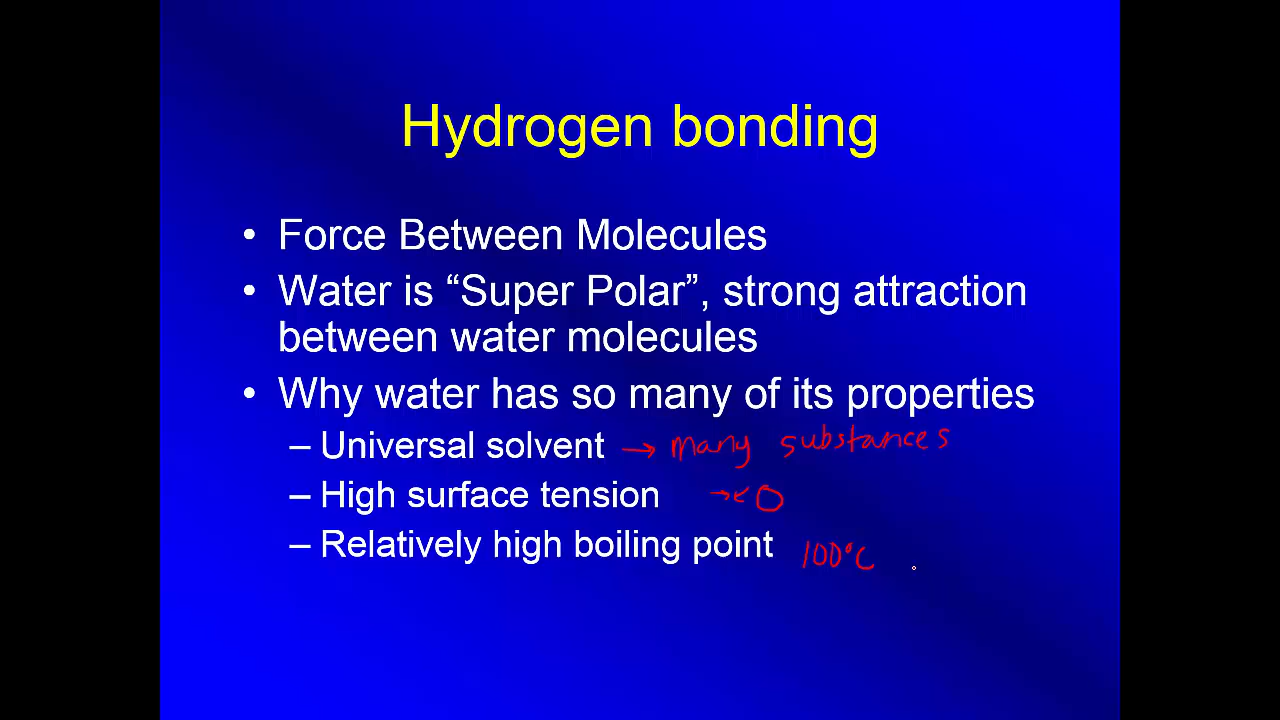 Hydrogen bonding
• Force Between Molecules
• Water is “Super Polar”, strong attraction
between water molecules
• Why water has so many of its properties
– Universal solvent → many substances
– High surface tension →< O
– Relatively high boiling point 100°C